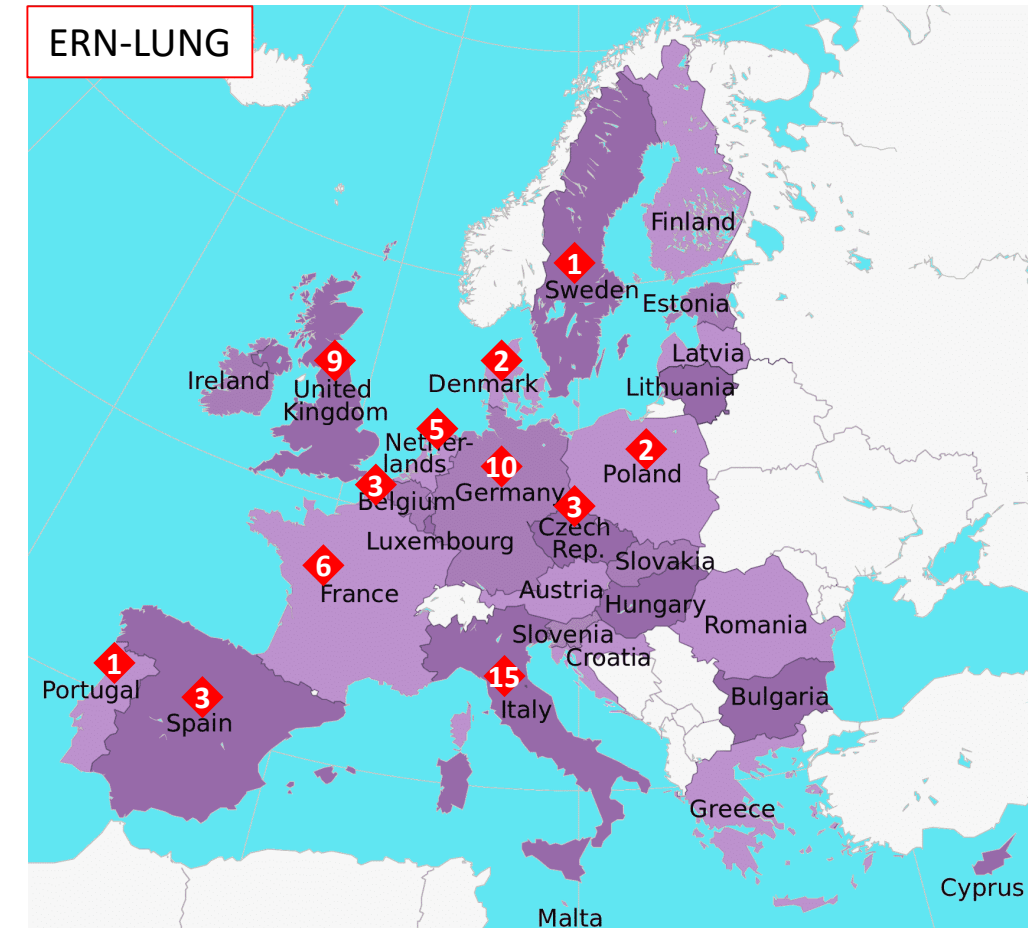 ERN-LUNG
Finland
1
Sweden
Estonia
9
2
Latvia
Ireland
United
Kingdom
Denmark
Lithuania
5
Nether-
lands
2
Poland
10
Germany
3
Belgium
3
Czech
Rep.
Luxembourg
Slovakia
6
France
Austria
Hungary
Romania
Slovenia
Croatia
1
Portugal
3
Spain
15
Italy
Bulgaria
Greece
Cyprus
Malta